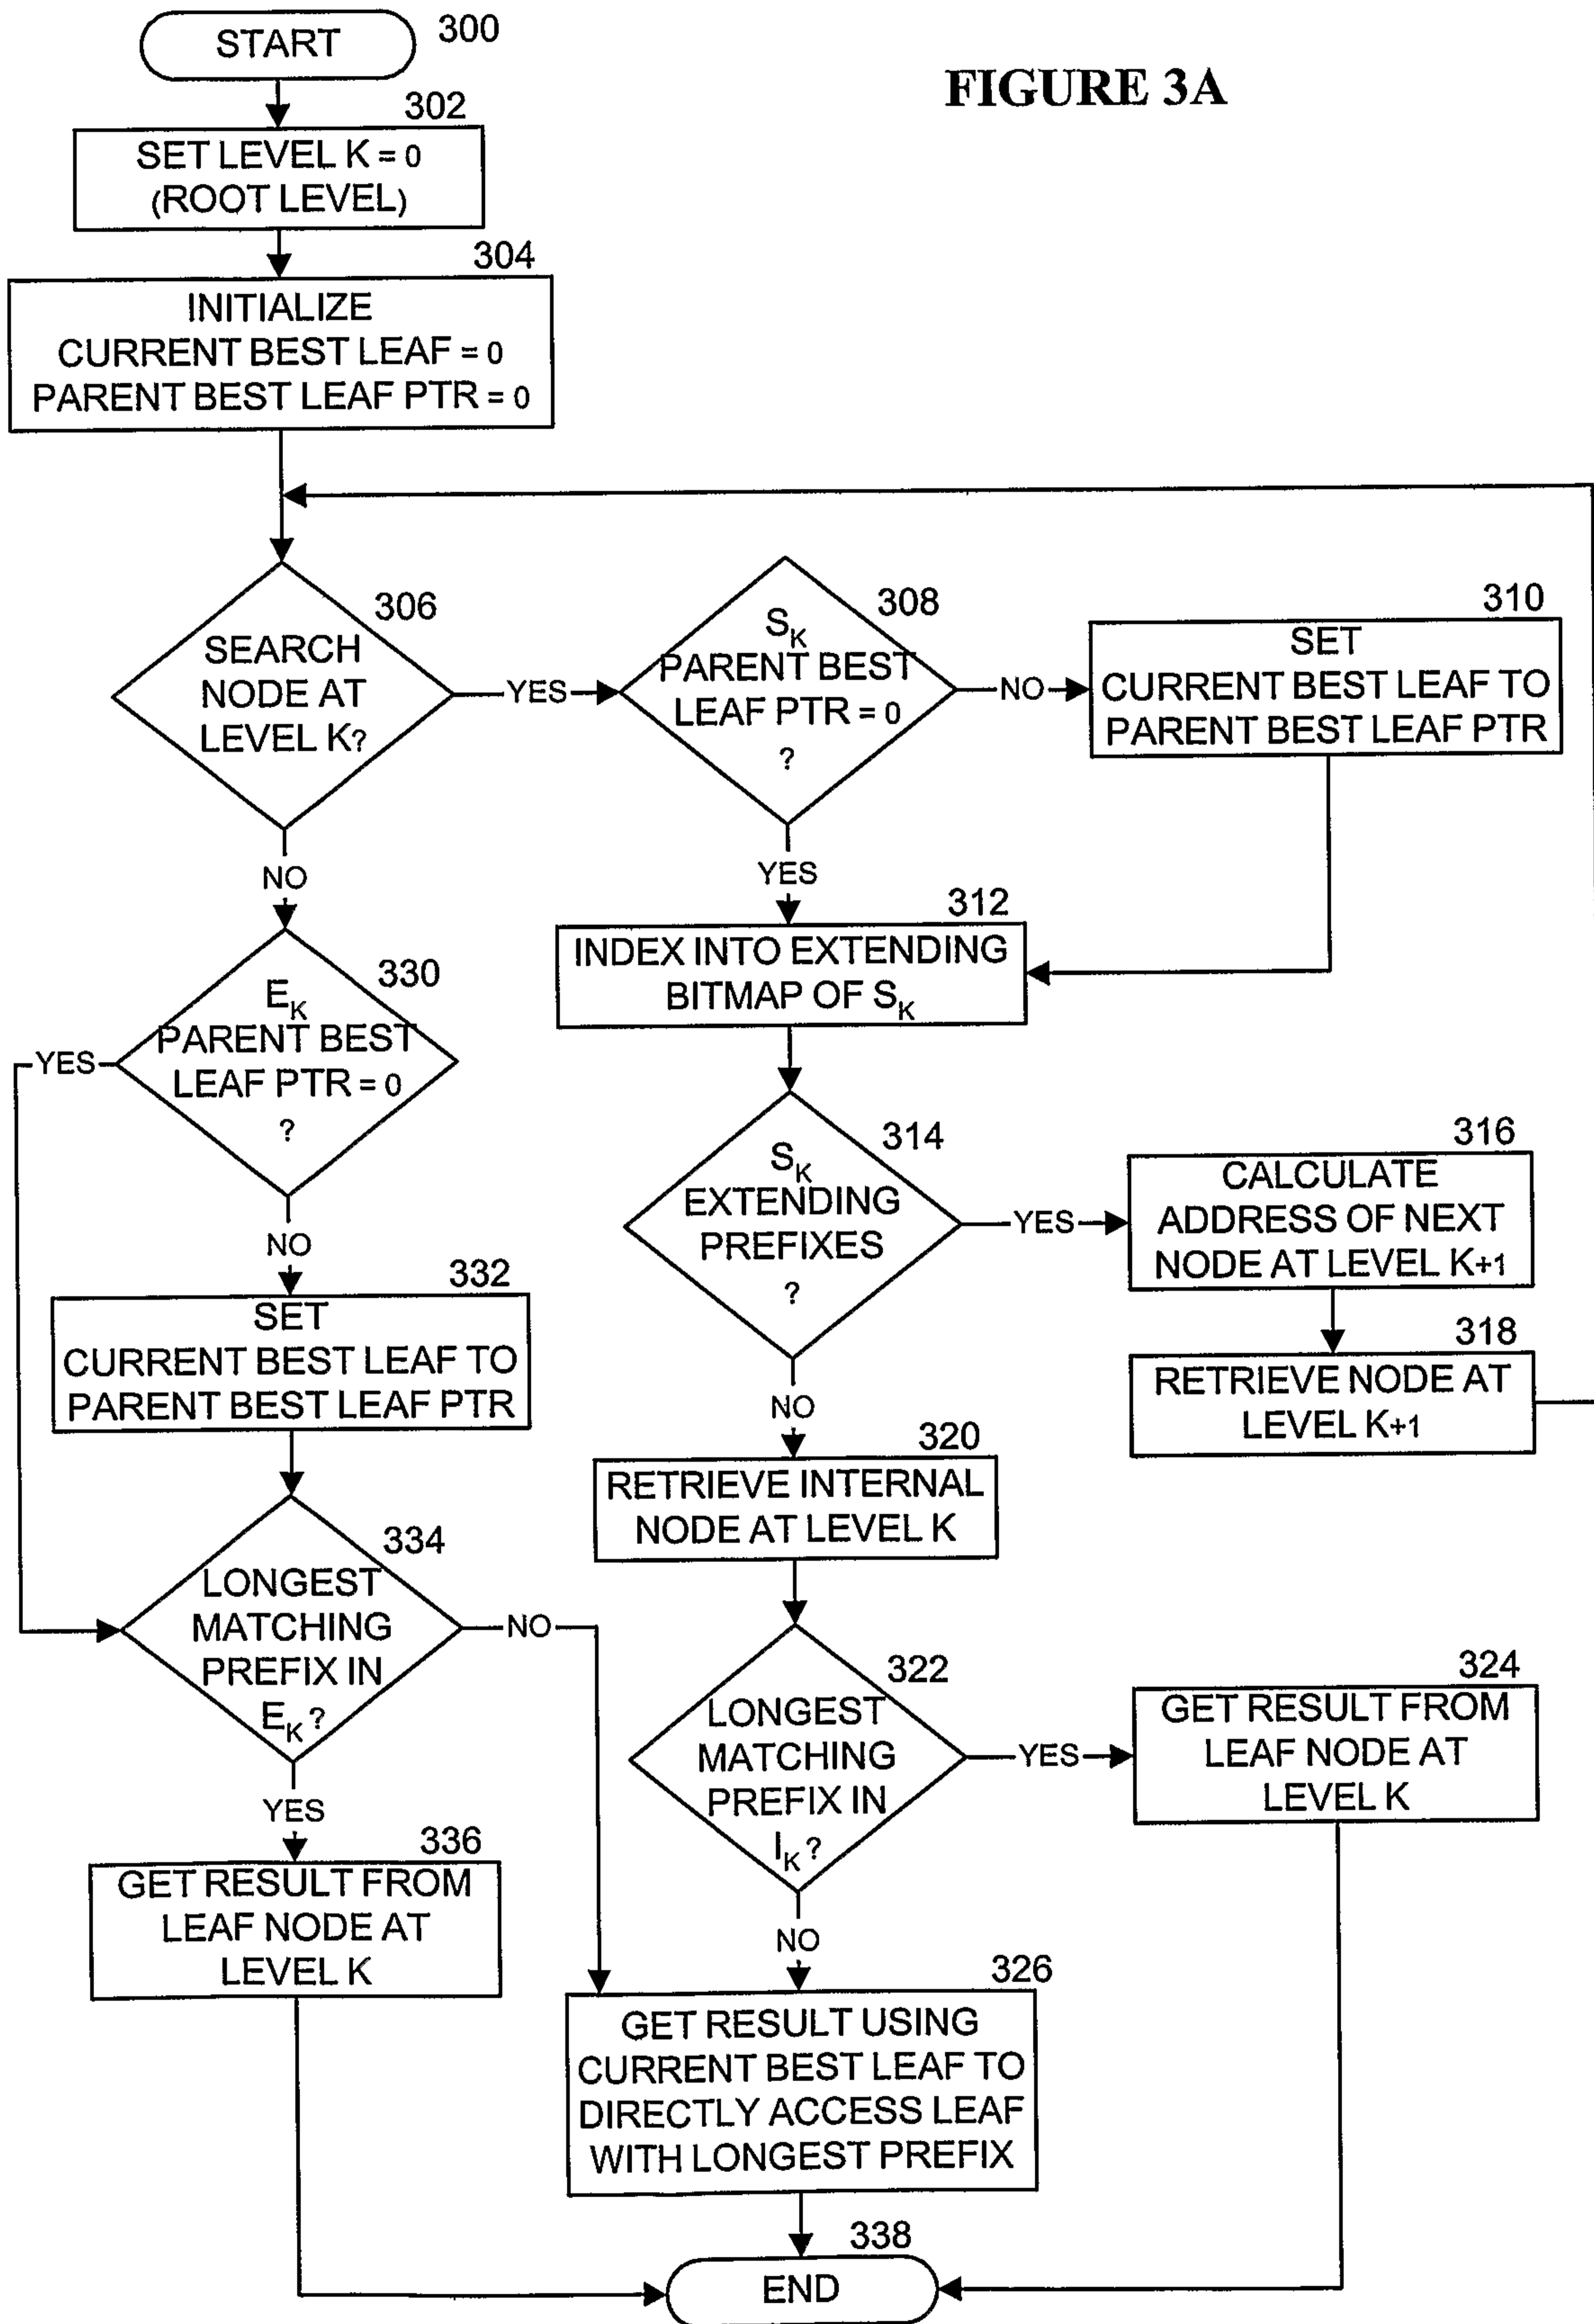 START
300
FIGURE 3A
302
SET LEVEL K = 0
(ROOT LEVEL)
304
INITIALIZE
CURRENT BEST LEAF = 0
PARENT BEST LEAF PTR = 0
306
SEARCH
NODE AT
LEVEL K?
YES
308
S_K
PARENT BEST
LEAF PTR = 0
?
NO
310
SET
CURRENT BEST LEAF TO
PARENT BEST LEAF PTR
NO
YES
312
INDEX INTO EXTENDING
BITMAP OF S_K
330
E_K
PARENT BEST
LEAF PTR = 0
?
YES
NO
314
S_K
EXTENDING
PREFIXES
?
YES
316
CALCULATE
ADDRESS OF NEXT
NODE AT LEVEL K+1
318
RETRIEVE NODE AT
LEVEL K+1
332
SET
CURRENT BEST LEAF TO
PARENT BEST LEAF PTR
NO
320
RETRIEVE INTERNAL
NODE AT LEVEL K
334
LONGEST
MATCHING
PREFIX IN
E_K ?
NO
YES
322
LONGEST
MATCHING
PREFIX IN
I_K ?
YES
324
GET RESULT FROM
LEAF NODE AT
LEVEL K
336
GET RESULT FROM
LEAF NODE AT
LEVEL K
NO
326
GET RESULT USING
CURRENT BEST LEAF TO
DIRECTLY ACCESS LEAF
WITH LONGEST PREFIX
338
END